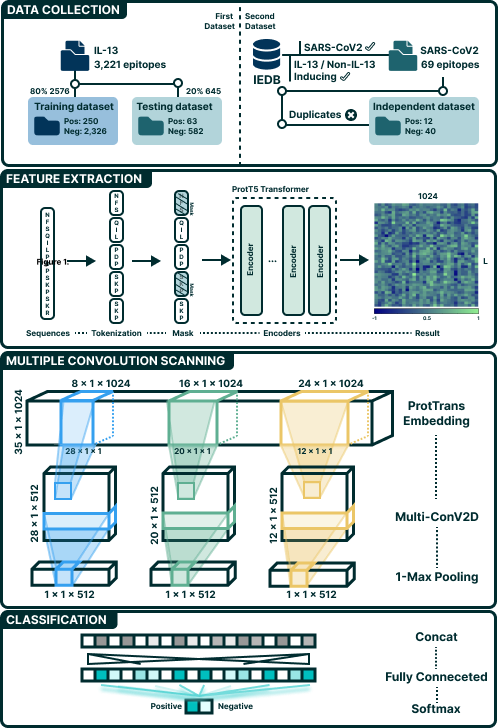 DATA COLLECTION
First Dataset
Second Dataset
IL-13
3,221 epitopes
80% 2576
20% 645
Training dataset
Pos: 250
Neg: 2,326
Testing dataset
Pos: 63
Neg: 582
IEDB
SARS-CoV2
IL-13 / Non-IL-13
Inducing
SARS-CoV2
69 epitopes
Duplicates
Independent dataset
Pos: 12
Neg: 40
FEATURE EXTRACTION
ProtT5 Transformer
1024
N F S Q I L P D P S K P S K R
Figure 1:
N F S
Q I L
P D P
S K P
S K P
Mask
Q I L
P D P
Mask
S K P
Encoder
...
Encoder
Encoder
L
-1
0.5
1
Sequences
Tokenization
Mask
Encoders
Result
MULTIPLE CONVOLUTION SCANNING
8 × 1 × 1024
16 × 1 × 1024
24 × 1 × 1024
35 × 1 × 1024
28 × 1 × 1
20 × 1 × 1
12 × 1 × 1
ProtTrans
Embedding
28 × 1 × 512
20 × 1 × 512
12 × 1 × 512
Multi-ConV2D
1-Max Pooling
1 × 1 × 512
1 × 1 × 512
1 × 1 × 512
CLASSIFICATION
Concat
Fully Conneceted
Positive
Negative
Softmax